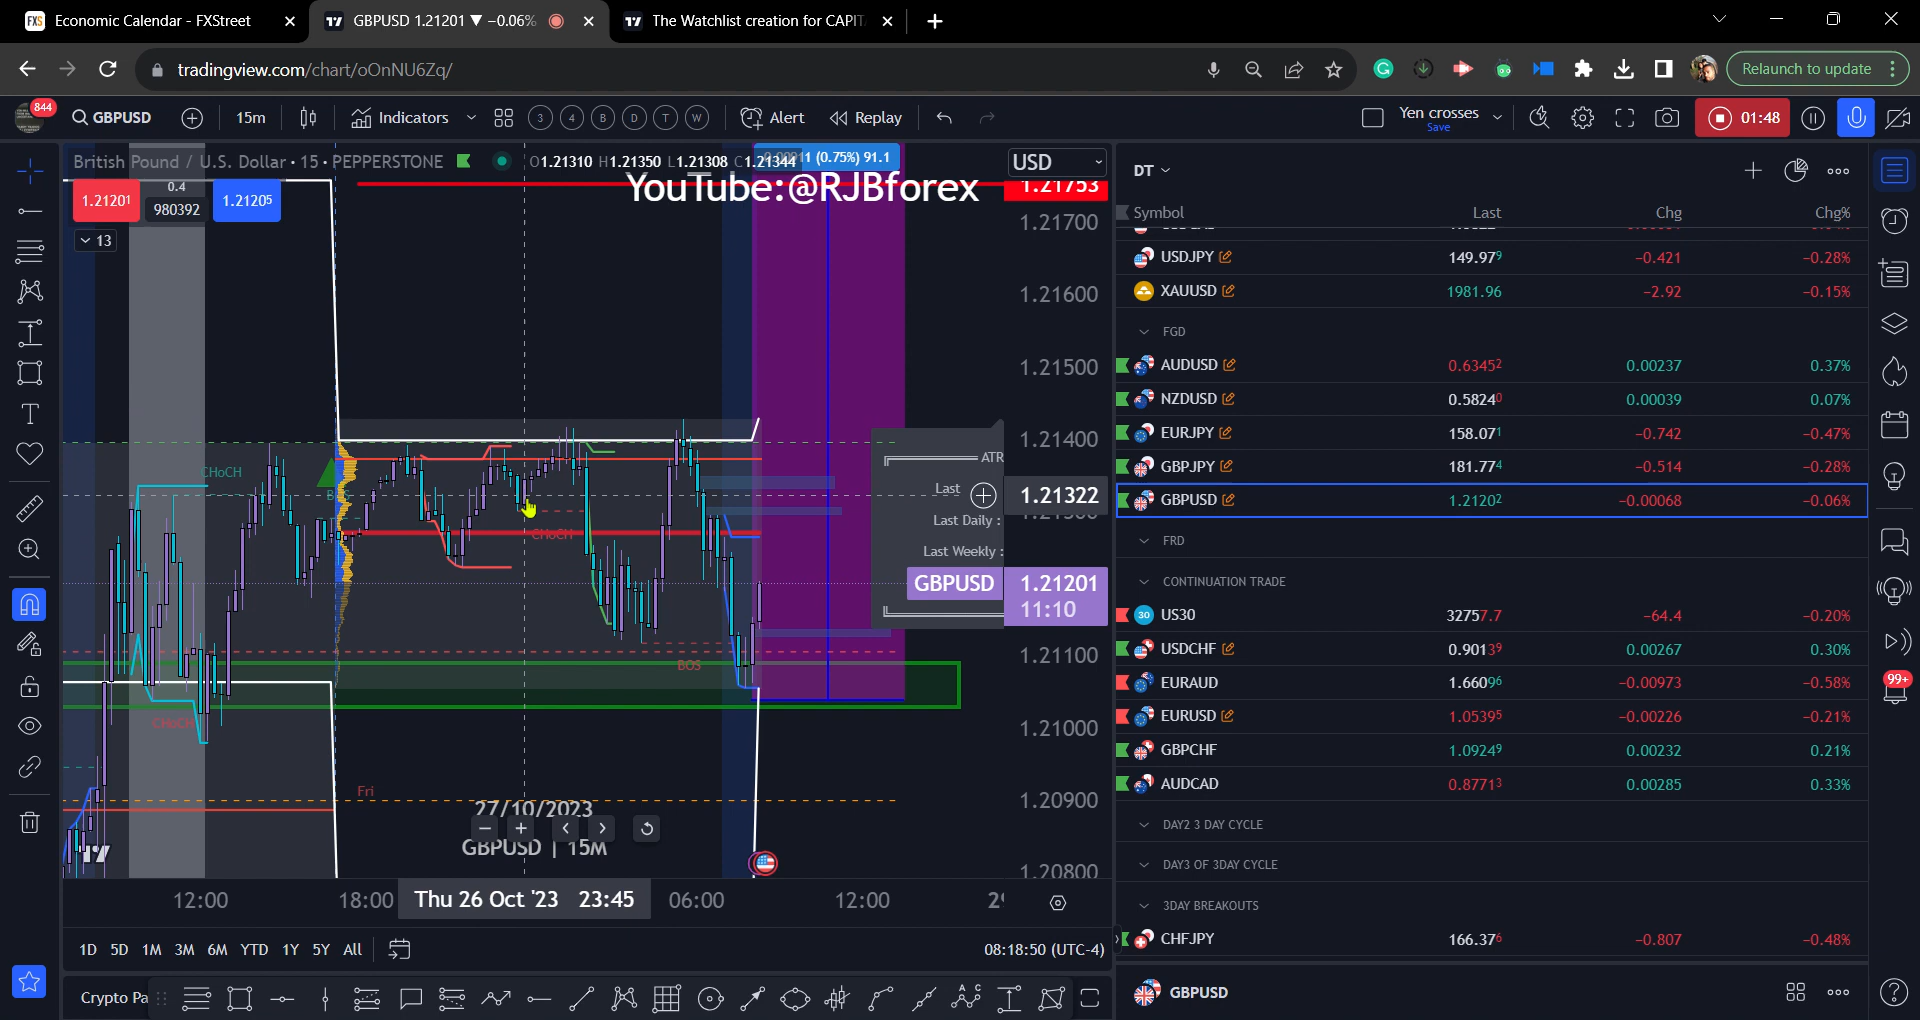 Economic Calendar - FXStreet
GBPUSD 1.21201 ▼ −0.06%
The Watchlist creation for CAPIT
tradingview.com/chart/oOnNU6Zq/
Relaunch to update
844
GBPUSD
15m
Indicators
3 4 B D T W
Alert
Replay
Yen crosses
Save
01:48
British Pound / U.S. Dollar • 15 • PEPPERSTONE
O1.21310 H1.21350 L1.21308 C1.21344
(0.75%) 91.1
USD
YouTube:@RJBforex
1.21753
1.21201
0.4
980392
1.21205
13
1.21700
1.21600
1.21500
1.21400
ATR
CHoCH
Last
1.21322
Last Daily :
CHoCH
Last Weekly :
GBPUSD
1.21201
11:10
1.21100
BOS
CHoCH
1.21000
Fri
1.20900
27/10/2023
GBPUSD | 15M
1.20800
12:00
18:00
Thu 26 Oct '23 23:45
06:00
12:00
1D 5D 1M 3M 6M YTD 1Y 5Y All
08:18:50 (UTC-4)
Crypto Pa
DT
Symbol Last Chg Chg%
USDJPY 149.979 −0.421 −0.28%
XAUUSD 1981.96 −2.92 −0.15%
FGD
AUDUSD 0.63452 0.00237 0.37%
NZDUSD 0.58240 0.00039 0.07%
EURJPY 158.071 −0.742 −0.47%
GBPJPY 181.774 −0.514 −0.28%
GBPUSD 1.21202 −0.00068 −0.06%
FRD
CONTINUATION TRADE
30 US30 32757.7 −64.4 −0.20%
USDCHF 0.90139 0.00267 0.30%
EURAUD 1.66096 −0.00973 −0.58%
EURUSD 1.05395 −0.00226 −0.21%
GBPCHF 1.09249 0.00232 0.21%
AUDCAD 0.87713 0.00285 0.33%
DAY2 3 DAY CYCLE
DAY3 OF 3DAY CYCLE
3DAY BREAKOUTS
CHFJPY 166.376 −0.807 −0.48%
GBPUSD
99+